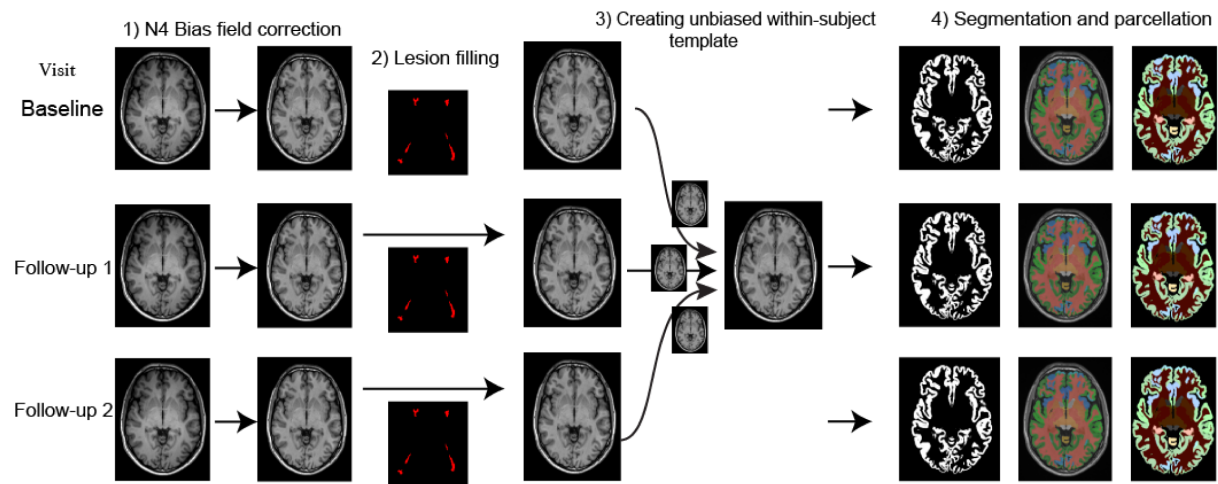 1) N4 Bias field correction
2) Lesion filling
3) Creating unbiased within-subject
template
4) Segmentation and parcellation
Visit
Baseline
Follow-up 1
Follow-up 2